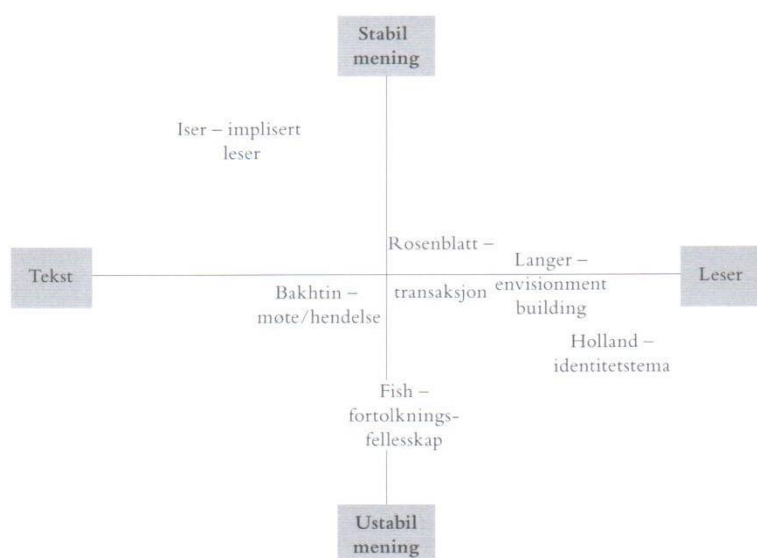 Stabil
mening
Iser – implisert
leser
Rosenblatt –
transaksjon
Langer –
envisionment
building
Tekst
Leser
Bakhtin –
møte/hendelse
Holland –
identitetstema
Fish –
fortolknings-
fellesskap
Ustabil
mening